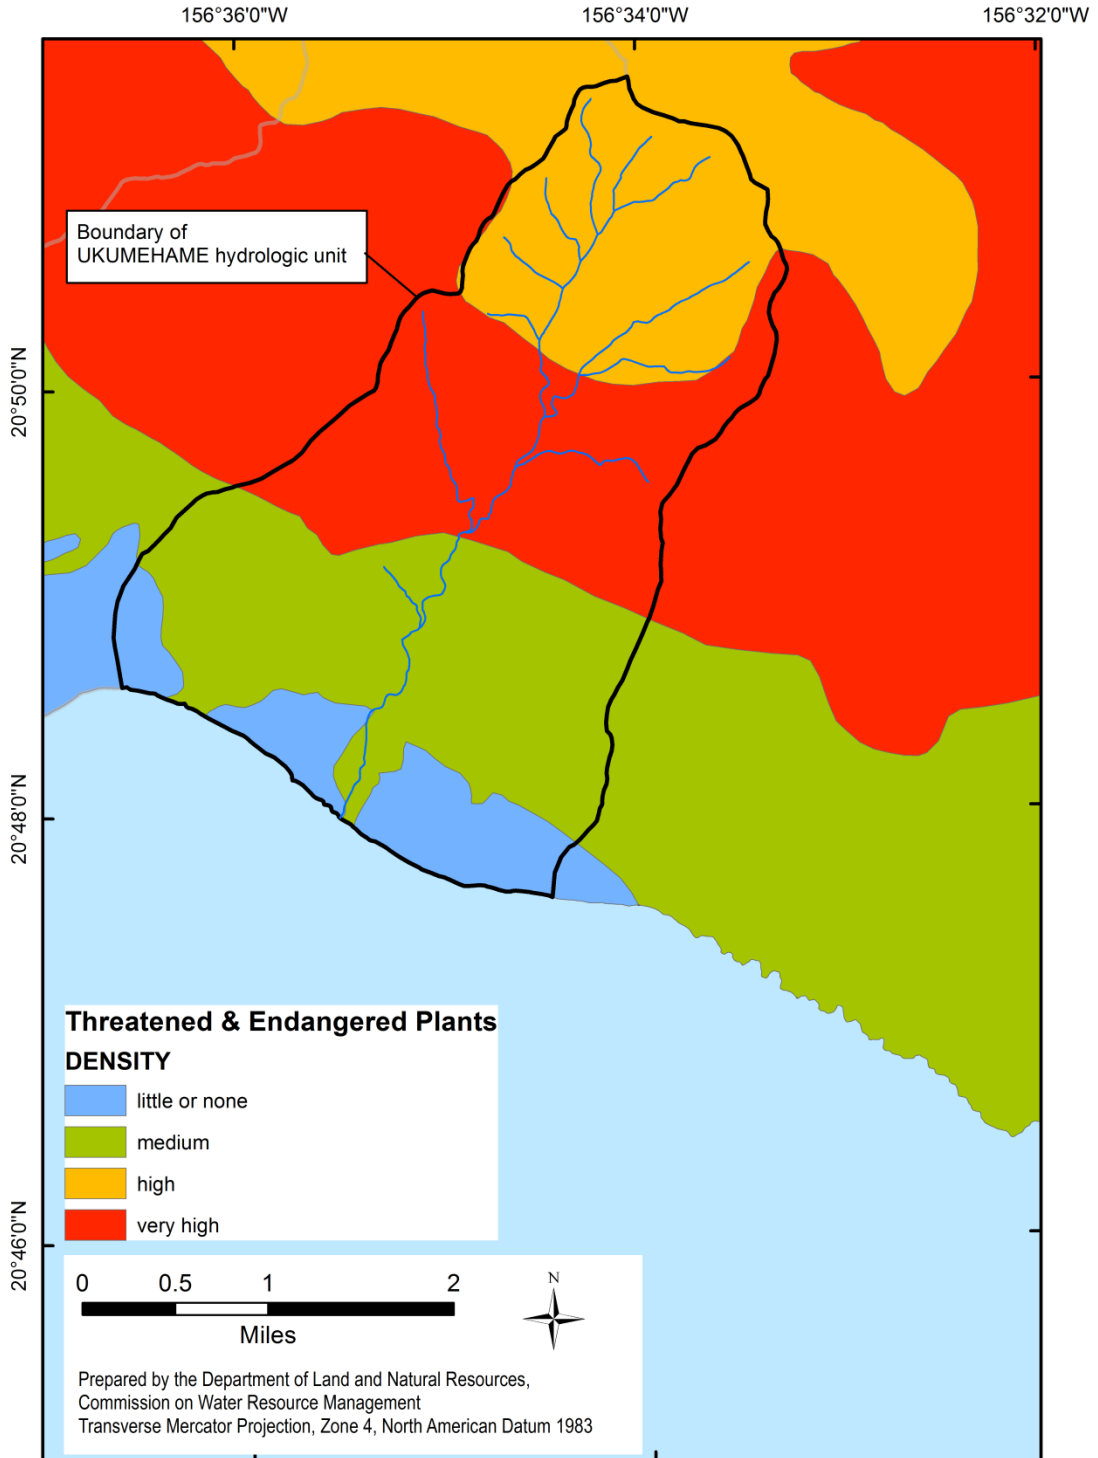 156°36'0"W
156°34'0"W
156°32'0"W
Boundary of
UKUMEHAME hydrologic unit
20°50'0"N
20°48'0"N
20°46'0"N
Threatened & Endangered Plants
DENSITY
little or none
medium
high
very high
0 0.5 1 2
Miles
N
Prepared by the Department of Land and Natural Resources,
Commission on Water Resource Management
Transverse Mercator Projection, Zone 4, North American Datum 1983